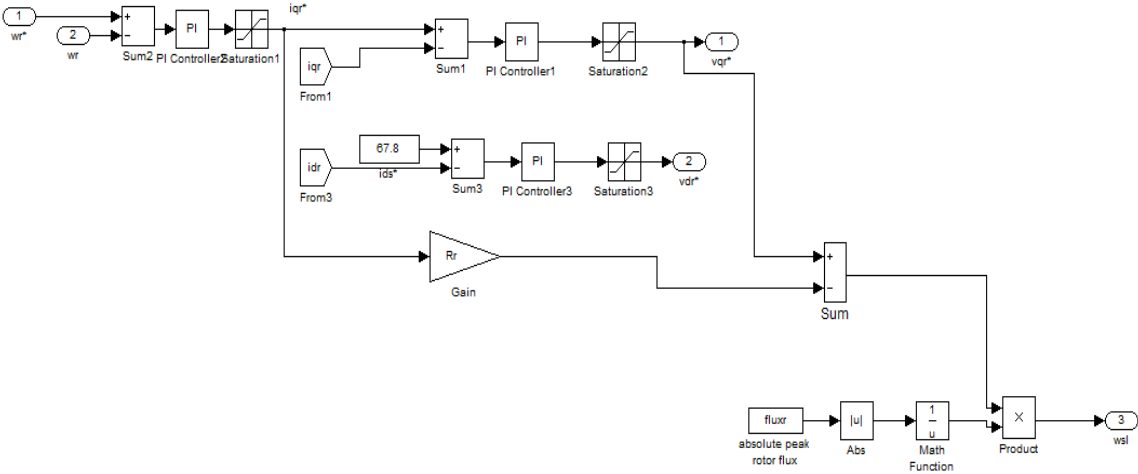 iqr*
1
wr*
2
wr
+
−
Sum2
PI
PI Controller2
Saturation1
iqr
From1
+
−
Sum1
PI
PI Controller1
Saturation2
1
vqr*
idr
From3
67.8
ids*
+
−
Sum3
PI
PI Controller3
Saturation3
2
vdr*
Rr
Gain
+
−
Sum
fluxr
absolute peak
rotor flux
|u|
Abs
1
u
Math
Function
×
Product
3
wsl